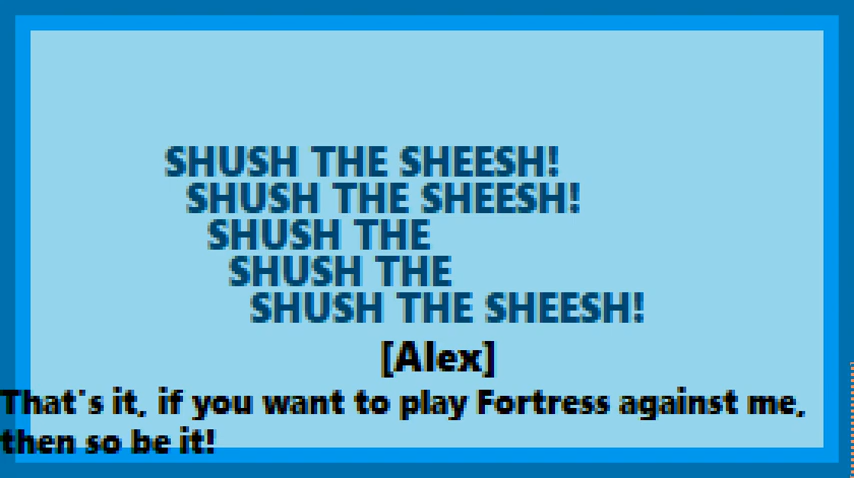 SHUSH THE SHEESH!
SHUSH THE SHEESH!
SHUSH THE
SHUSH THE
SHUSH THE SHEESH!
[Alex]
That's it, if you want to play Fortress against me,
then so be it!